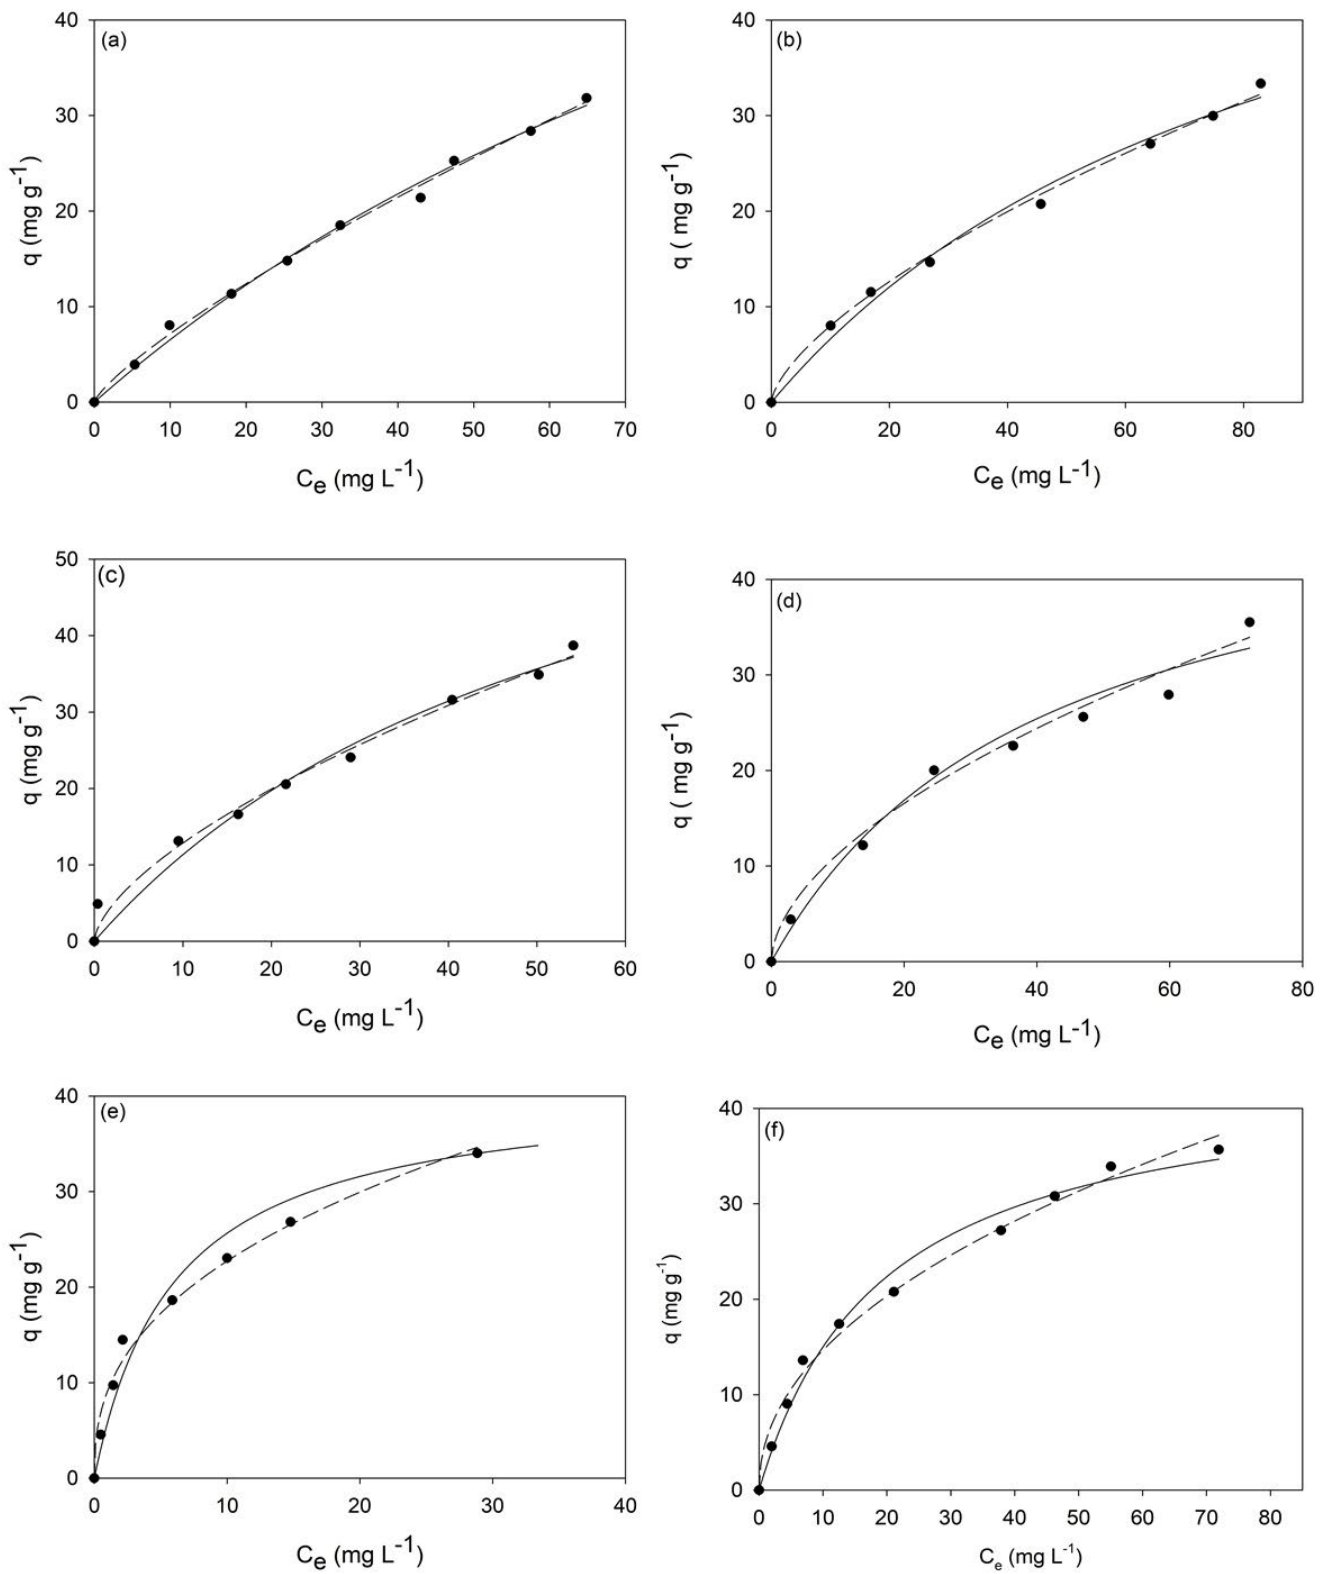 (a)
40
30
20
10
0
q (mg g⁻¹)
0 10 20 30 40 50 60 70
Cₑ (mg L⁻¹)
(b)
40
30
20
10
0
q ( mg g⁻¹)
0 20 40 60 80
Cₑ (mg L⁻¹)
(c)
50
40
30
20
10
0
q (mg g⁻¹)
0 10 20 30 40 50 60
Cₑ (mg L⁻¹)
(d)
40
30
20
10
0
q ( mg g⁻¹)
0 20 40 60 80
Cₑ (mg L⁻¹)
(e)
40
30
20
10
0
q (mg g⁻¹)
0 10 20 30 40
Cₑ (mg L⁻¹)
(f)
40
30
20
10
0
q (mg g⁻¹)
0 10 20 30 40 50 60 70 80
Cₑ (mg L⁻¹)